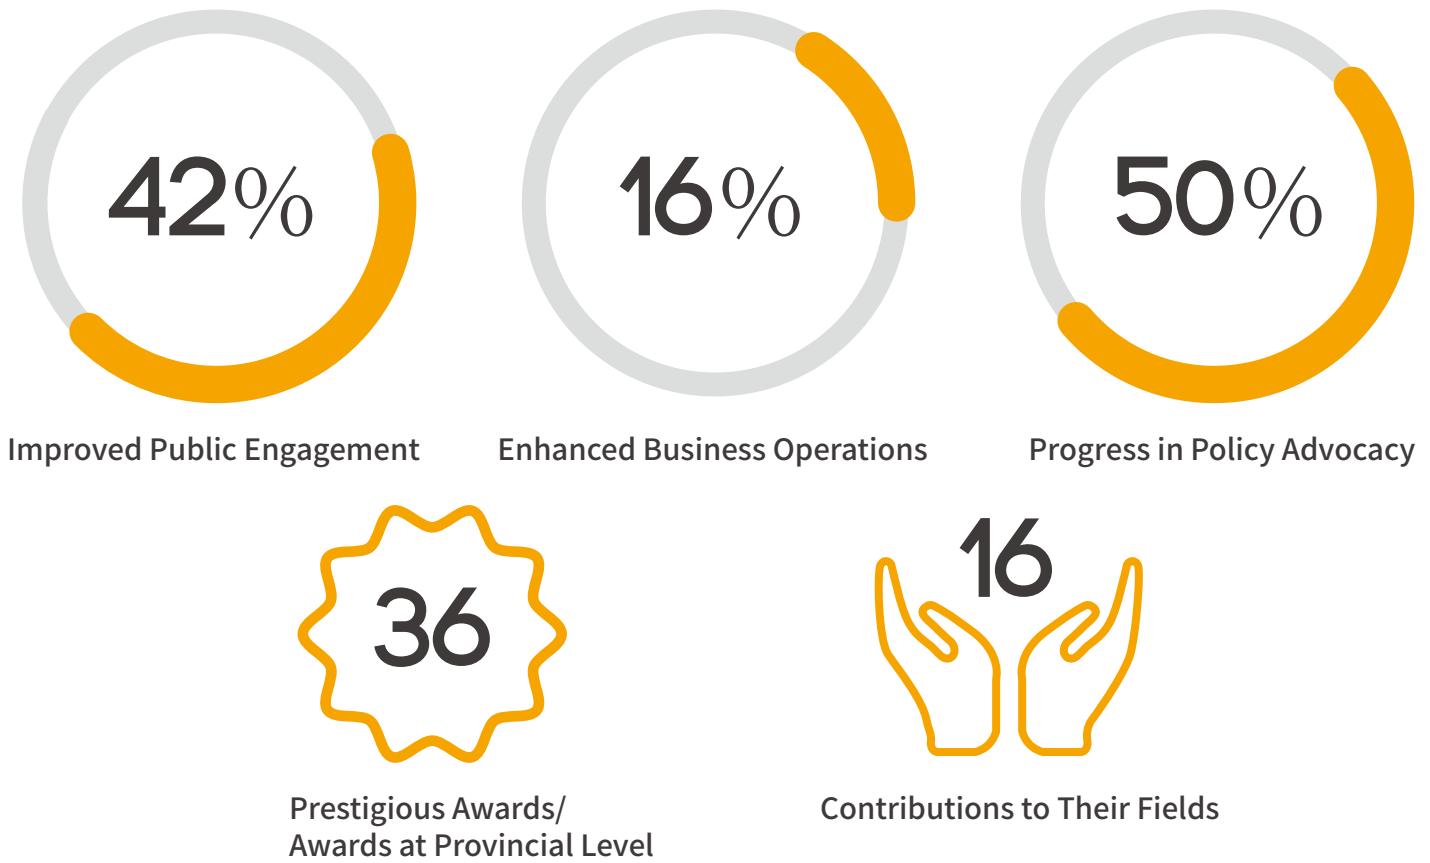 42%
16%
50%
Improved Public Engagement
Enhanced Business Operations
Progress in Policy Advocacy
36
16
Prestigious Awards/
Awards at Provincial Level
Contributions to Their Fields